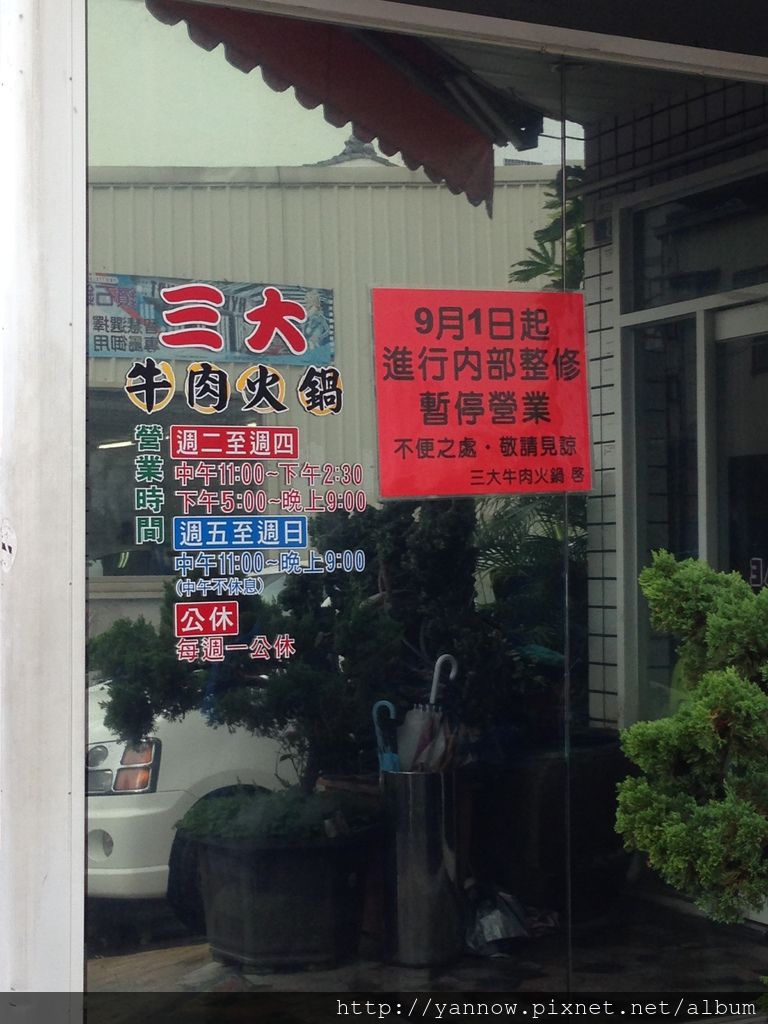 三大
牛肉火鍋
營業時間
週二至週四
中午11:00~下午2:30
下午5:00~晚上9:00
週五至週日
中午11:00~晚上9:00
(中午不休息)
公休
每週一公休
9月1日起
進行內部整修
暫停營業
不便之處·敬請見諒
三大牛肉火鍋 啓
http://yannow.pixnet.net/album